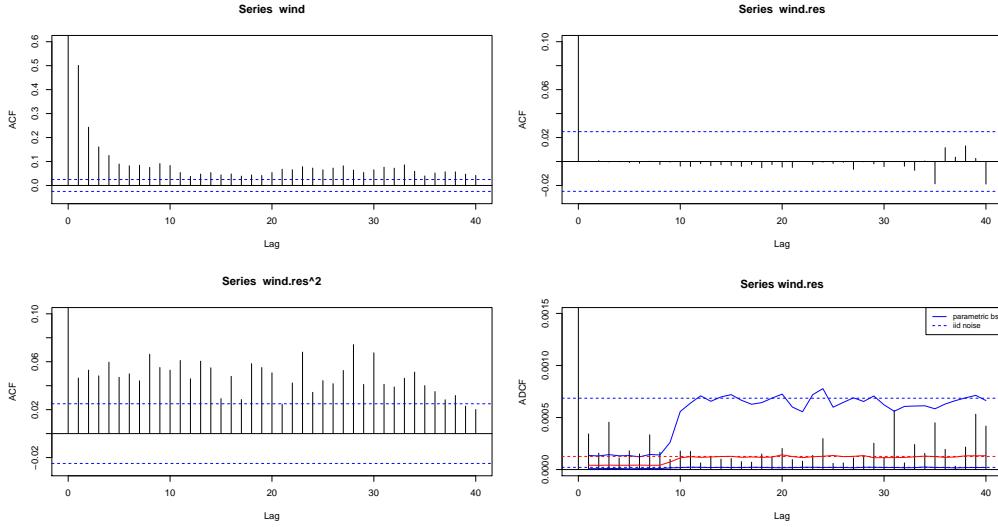 Series wind
ACF
0.0 0.1 0.2 0.3 0.4 0.5 0.6
0 10 20 30 40
Lag
Series wind.res
ACF
−0.02 0.02 0.10
0 10 20 30 40
Lag
Series wind.res^2
ACF
−0.02 0.02 0.06 0.10
0 10 20 30 40
Lag
Series wind.res
ADCF
0.0000 0.0005 0.0010 0.0015
0 10 20 30 40
Lag
parametric bs
iid noise